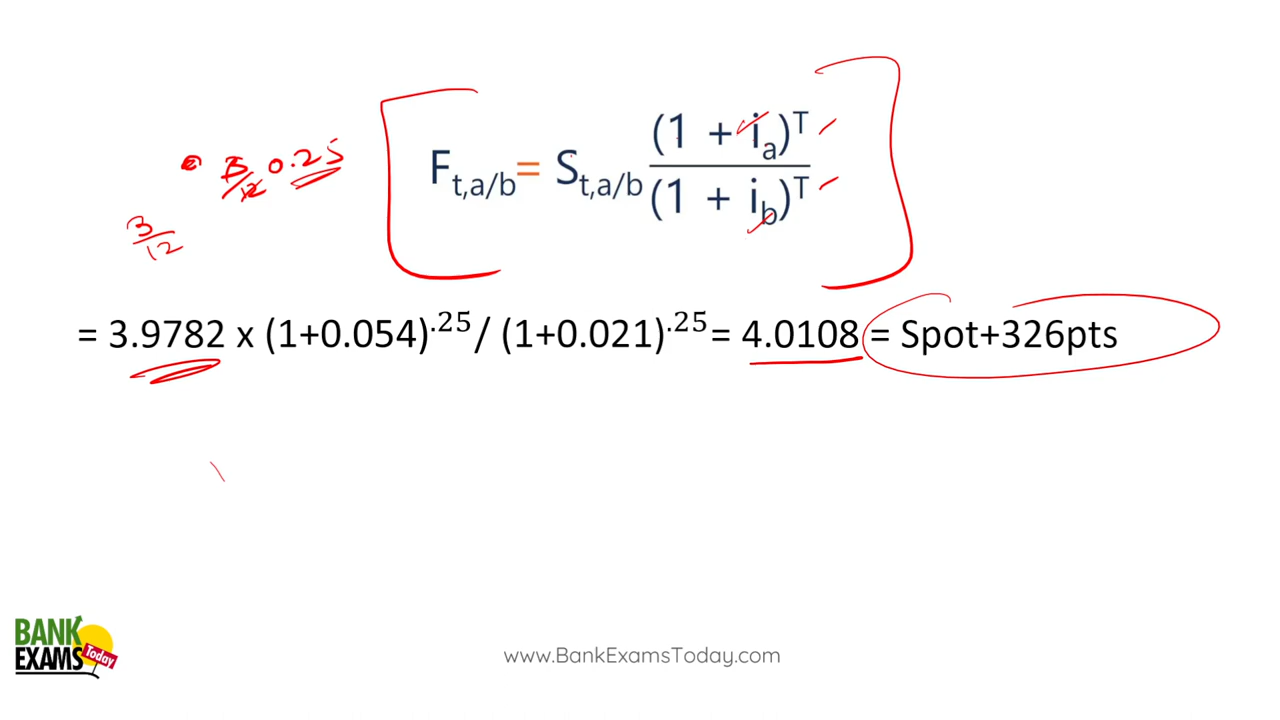 3/12 0.25
3/12
F t,a/b = S t,a/b (1 + i a)^T / (1 + i b)^T
= 3.9782 x (1+0.054)^.25 / (1+0.021)^.25 = 4.0108 = Spot+326pts
BANK
EXAMS Today
www.BankExamsToday.com